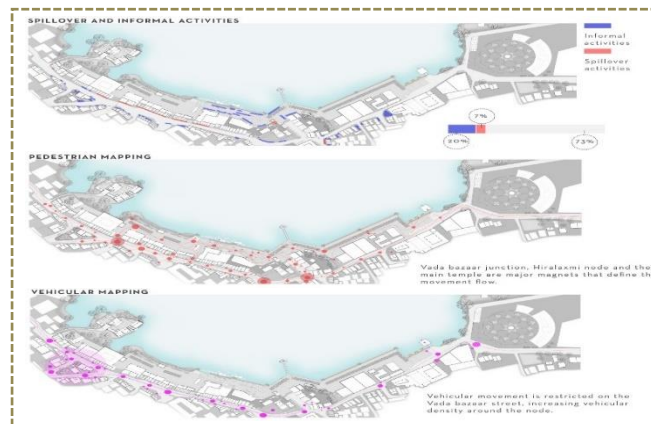 SPILLOVER AND INFORMAL ACTIVITIES
Informal
activities
Spillover
activities
7%
20%
73%
PEDESTRIAN MAPPING
Vada bazaar junction, Hiralaxmi node and the
main temple are major magnets that define th
movement flow.
VEHICULAR MAPPING
Vehicular movement is restricted on the
Vada bazaar street, increasing vehicular
density around the node.